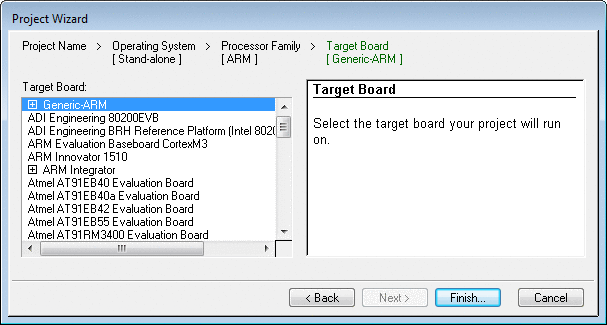 Project Wizard
Project Name > Operating System > Processor Family > Target Board
[ Stand-alone ] [ ARM ] [ Generic-ARM ]
Target Board:
Generic-ARM
ADI Engineering 80200EVB
ADI Engineering BRH Reference Platform (Intel 802
ARM Evaluation Baseboard CortexM3
ARM Innovator 1510
ARM Integrator
Atmel AT91EB40 Evaluation Board
Atmel AT91EB40a Evaluation Board
Atmel AT91EB42 Evaluation Board
Atmel AT91EB55 Evaluation Board
Atmel AT91RM3400 Evaluation Board
Target Board
Select the target board your project will run
on.
< Back Next > Finish... Cancel